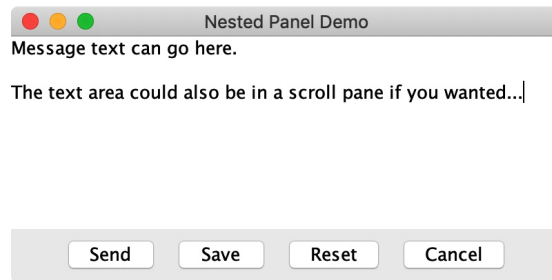 Nested Panel Demo
Message text can go here.
The text area could also be in a scroll pane if you wanted...
Send Save Reset Cancel